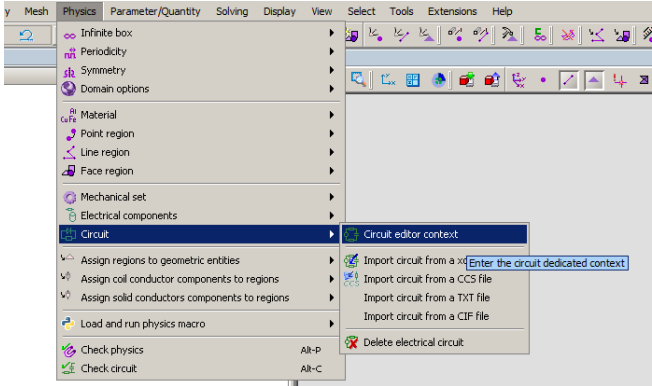 y Mesh Physics Parameter/Quantity Solving Display View Select Tools Extensions Help
Infinite box
Periodicity
Symmetry
Domain options
Material
Point region
Line region
Face region
Mechanical set
Electrical components
Circuit
Circuit editor context
Assign regions to geometric entities
Import circuit from a xc
Enter the circuit dedicated context
Assign coil conductor components to regions
Import circuit from a CCS file
Assign solid conductors components to regions
Import circuit from a TXT file
Import circuit from a CIF file
Load and run physics macro
Delete electrical circuit
Check physics Alt-P
Check circuit Alt-C